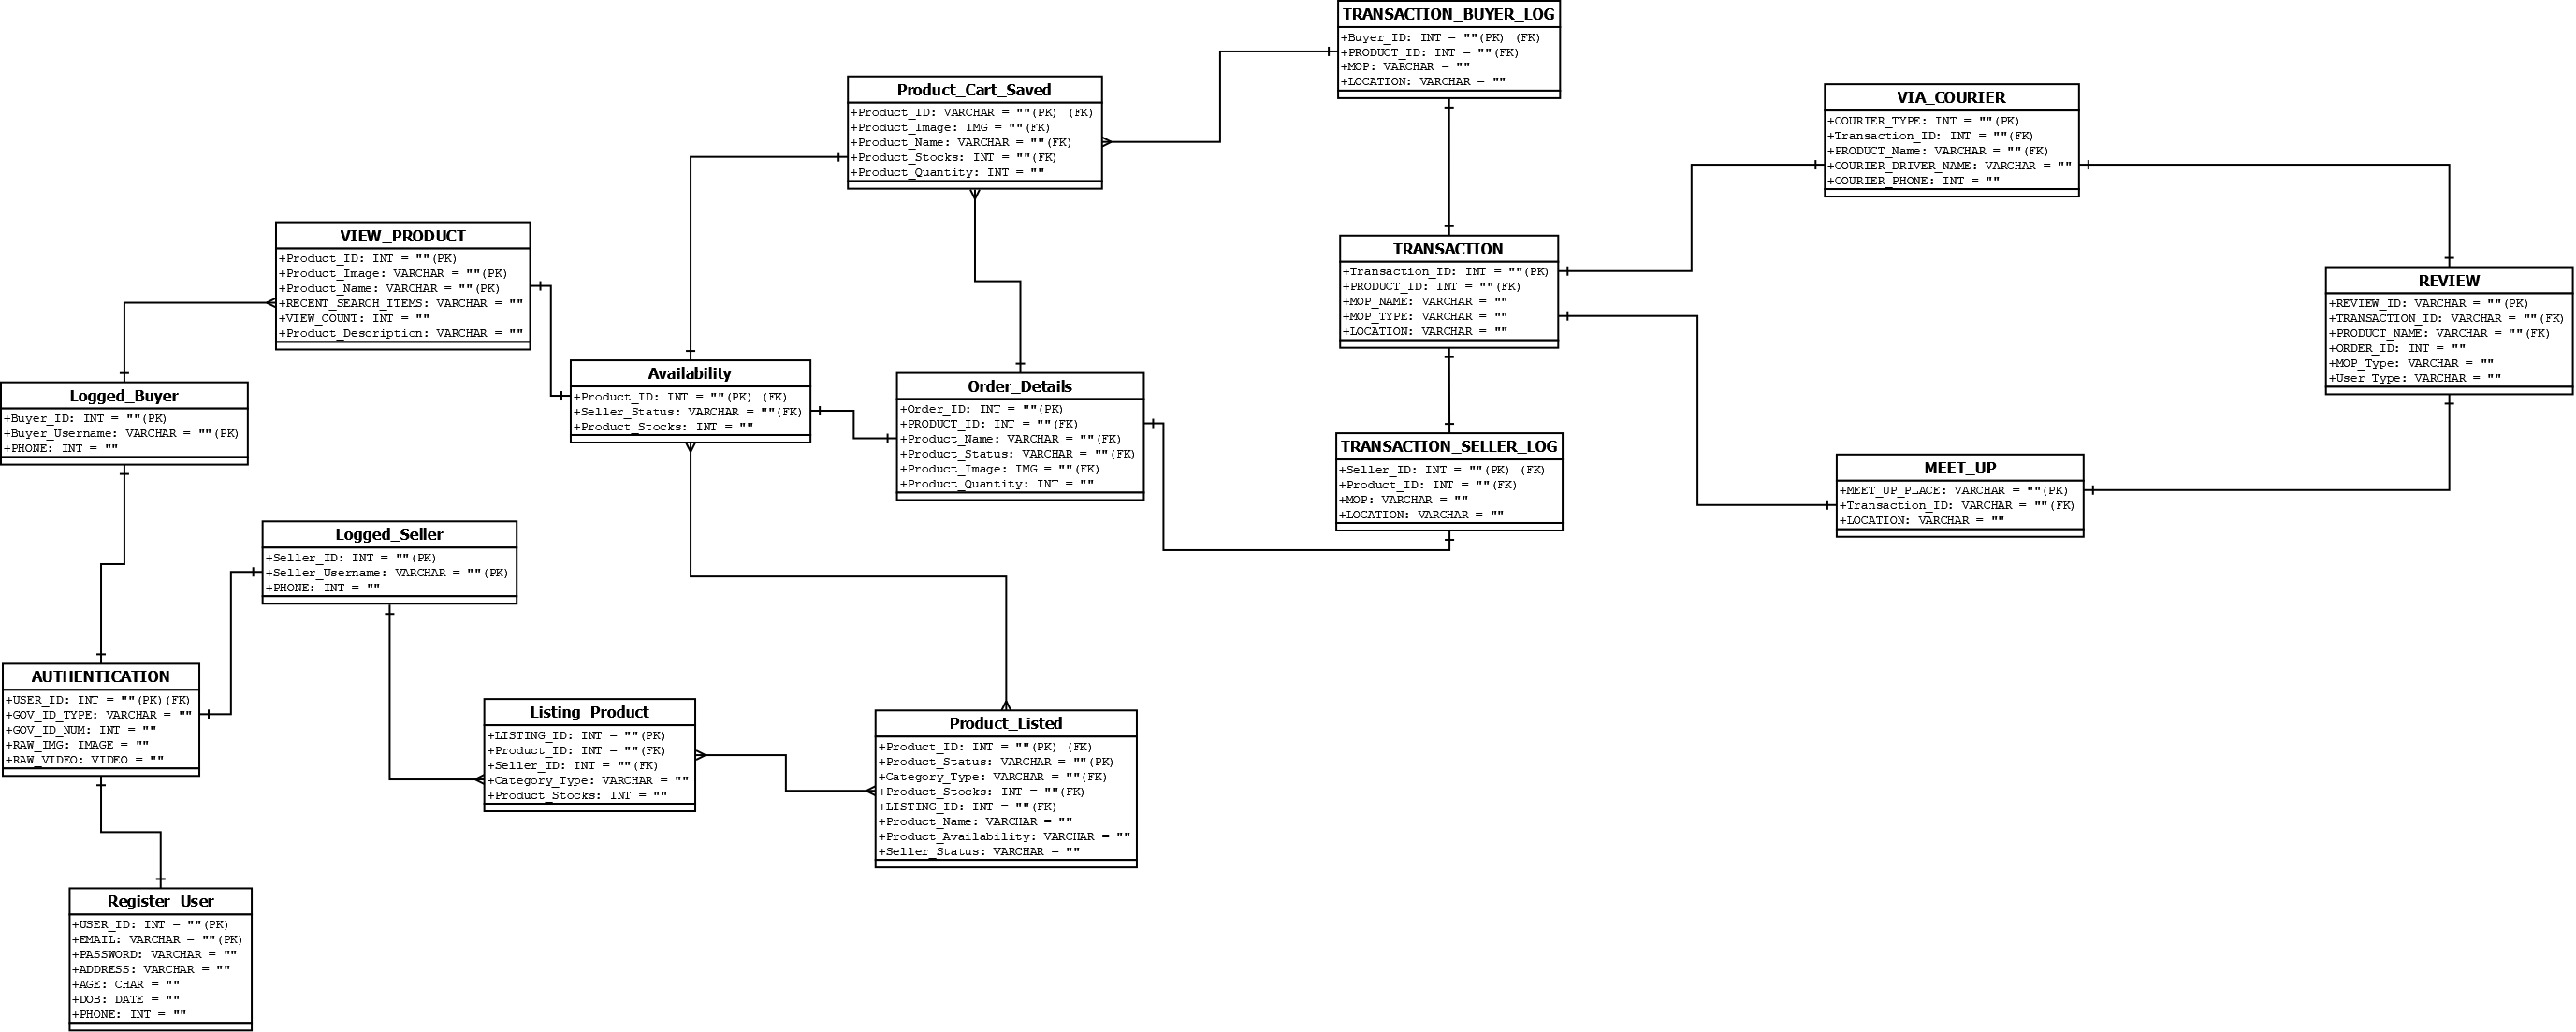 TRANSACTION_BUYER_LOG
+Buyer_ID: INT = ""(PK) (FK)
+PRODUCT_ID: INT = ""(FK)
+MOP: VARCHAR = ""
+LOCATION: VARCHAR = ""
Product_Cart_Saved
+Product_ID: VARCHAR = ""(PK) (FK)
+Product_Image: IMG = ""(FK)
+Product_Name: VARCHAR = ""(FK)
+Product_Stocks: INT = ""(FK)
+Product_Quantity: INT = ""
VIA_COURIER
+COURIER_TYPE: INT = ""(PK)
+Transaction_ID: INT = ""(FK)
+PRODUCT_Name: VARCHAR = ""(FK)
+COURIER_DRIVER_NAME: VARCHAR = ""
+COURIER_PHONE: INT = ""
VIEW_PRODUCT
+Product_ID: INT = ""(PK)
+Product_Image: VARCHAR = ""(PK)
+Product_Name: VARCHAR = ""(PK)
+RECENT_SEARCH_ITEMS: VARCHAR = ""
+VIEW_COUNT: INT = ""
+Product_Description: VARCHAR = ""
TRANSACTION
+Transaction_ID: INT = ""(PK)
+PRODUCT_ID: INT = ""(FK)
+MOP_NAME: VARCHAR = ""
+MOP_TYPE: VARCHAR = ""
+LOCATION: VARCHAR = ""
REVIEW
+REVIEW_ID: VARCHAR = ""(PK)
+TRANSACTION_ID: VARCHAR = ""(FK)
+PRODUCT_NAME: VARCHAR = ""(FK)
+ORDER_ID: INT = ""
+MOP_Type: VARCHAR = ""
+User_Type: VARCHAR = ""
Logged_Buyer
+Buyer_ID: INT = ""(PK)
+Buyer_Username: VARCHAR = ""(PK)
+PHONE: INT = ""
Availability
+Product_ID: INT = ""(PK) (FK)
+Seller_Status: VARCHAR = ""(FK)
+Product_Stocks: INT = ""
Order_Details
+Order_ID: INT = ""(PK)
+PRODUCT_ID: INT = ""(FK)
+Product_Name: VARCHAR = ""(FK)
+Product_Status: VARCHAR = ""(FK)
+Product_Image: IMG = ""(FK)
+Product_Quantity: INT = ""
TRANSACTION_SELLER_LOG
+Seller_ID: INT = ""(PK) (FK)
+Product_ID: INT = ""(FK)
+MOP: VARCHAR = ""
+LOCATION: VARCHAR = ""
MEET_UP
+MEET_UP_PLACE: VARCHAR = ""(PK)
+Transaction_ID: VARCHAR = ""(FK)
+LOCATION: VARCHAR = ""
Logged_Seller
+Seller_ID: INT = ""(PK)
+Seller_Username: VARCHAR = ""(PK)
+PHONE: INT = ""
AUTHENTICATION
+USER_ID: INT = ""(PK)(FK)
+GOV_ID_TYPE: VARCHAR = ""
+GOV_ID_NUM: INT = ""
+RAW_IMG: IMAGE = ""
+RAW_VIDEO: VIDEO = ""
Listing_Product
+LISTING_ID: INT = ""(PK)
+Product_ID: INT = ""(FK)
+Seller_ID: INT = ""(FK)
+Category_Type: VARCHAR = ""
+Product_Stocks: INT = ""
Product_Listed
+Product_ID: INT = ""(PK) (FK)
+Product_Status: VARCHAR = ""(PK)
+Category_Type: VARCHAR = ""(FK)
+Product_Stocks: INT = ""(FK)
+LISTING_ID: INT = ""(FK)
+Product_Name: VARCHAR = ""
+Product_Availability: VARCHAR = ""
+Seller_Status: VARCHAR = ""
Register_User
+USER_ID: INT = ""(PK)
+EMAIL: VARCHAR = ""(PK)
+PASSWORD: VARCHAR = ""
+ADDRESS: VARCHAR = ""
+AGE: CHAR = ""
+DOB: DATE = ""
+PHONE: INT = ""